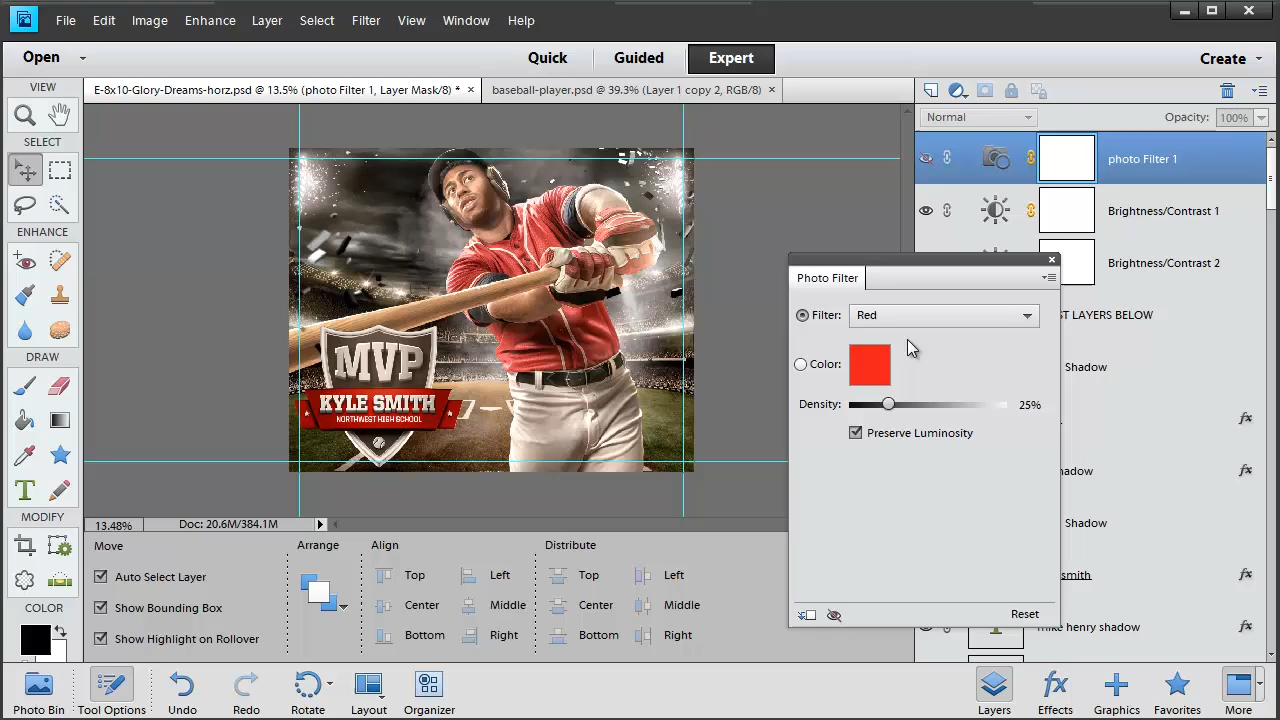 File Edit Image Enhance Layer Select Filter View Window Help
Open Quick Guided Expert Create
VIEW
E-8x10-Glory-Dreams-horz.psd @ 13.5% (photo Filter 1, Layer Mask/8) * ×
baseball-player.psd @ 39.3% (Layer 1 copy 2, RGB/8) ×
Normal Opacity: 100%
SELECT
ENHANCE
DRAW
MODIFY
COLOR
photo Filter 1
Brightness/Contrast 1
Brightness/Contrast 2
ST LAYERS BELOW
Shadow
fx
hadow fx
Shadow
smith fx
mike henry shadow fx
MVP
KYLE SMITH
NORTHWEST HIGH SCHOOL
Photo Filter
Filter: Red
Color:
Density: 25%
Preserve Luminosity
Reset
13.48% Doc: 20.6M/384.1M
Move
Auto Select Layer
Show Bounding Box
Show Highlight on Rollover
Arrange
Align
Top Left
Center Middle
Bottom Right
Distribute
Top Left
Center Middle
Bottom Right
Photo Bin Tool Options Undo Redo Rotate Layout Organizer Layers Effects Graphics Favorites More